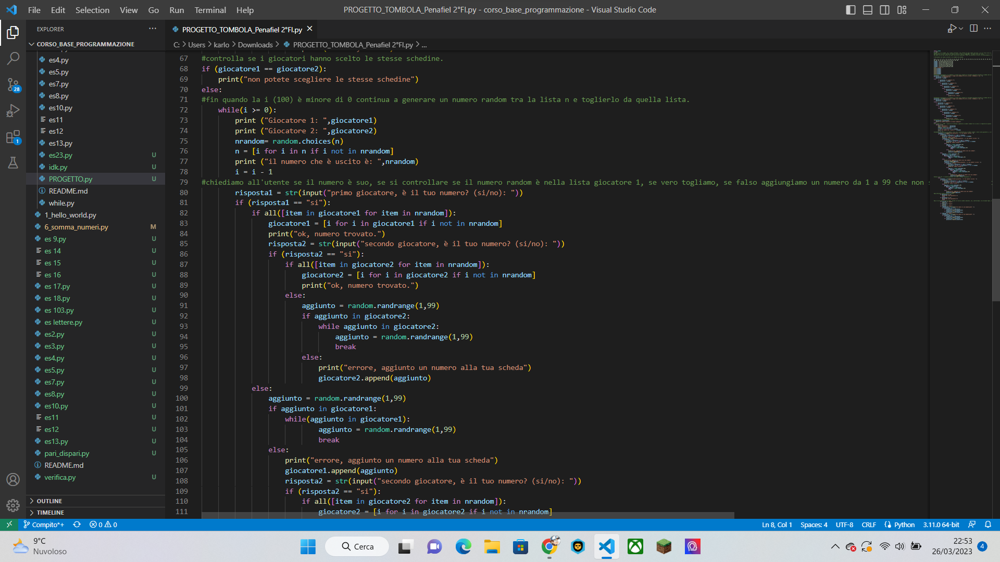 File Edit Selection View Go Run Terminal Help
PROGETTO_TOMBOLA_Penafiel 2°FI.py - corso_base_programmazione - Visual Studio Code
EXPLORER
PROGETTO_TOMBOLA_Penafiel 2°FI.py
CORSO_BASE_PROGRAMMAZIONE
C: > Users > karlo > Downloads > PROGETTO_TOMBOLA_Penafiel 2°FI.py > ...
es4.py
es5.py
es7.py
es8.py
es10.py
es11
es12
es13.py
es23.py U
idk.py U
PROGETTO.py U
README.md
while.py
1_hello_world.py
6_somma_numeri.py M
es 9.py U
es 14 U
es 15 U
es 16 U
es 17.py U
es 18.py U
es 103.py U
es lettere.py U
es2.py U
es3.py U
es4.py U
es5.py U
es7.py U
es8.py U
es10.py U
es11 U
es12 U
es13.py U
pari_dispari.py U
README.md
verifica.py U
OUTLINE
TIMELINE
28
1
67 #controlla se i giocatori hanno scelto le stesse schedine.
68 if (giocatore1 == giocatore2):
69     print("non potete scegliere le stesse schedine")
70 else:
71 #fin quando la i (100) è minore di 0 continua a generare un numero random tra la lista n e toglierlo da quella lista.
72     while(i >= 0):
73         print ("Giocatore 1: ",giocatore1)
74         print ("Giocatore 2: ",giocatore2)
75         nrandom= random.choices(n)
76         n = [i for i in n if i not in nrandom]
77         print ("il numero che è uscito è: ",nrandom)
78         i = i - 1
79 #chiediamo all'utente se il numero è suo, se si controllare se il numero random è nella lista giocatore 1, se vero togliamo, se falso aggiungiamo un numero da 1 a 99 che non
80         risposta1 = str(input("primo giocatore, è il tuo numero? (si/no): "))
81         if (risposta1 == "si"):
82             if all([item in giocatore1 for item in nrandom]):
83                 giocatore1 = [i for i in giocatore1 if i not in nrandom]
84                 print("ok, numero trovato.")
85                 risposta2 = str(input("secondo giocatore, è il tuo numero? (si/no): "))
86                 if (risposta2 == "si"):
87                     if all([item in giocatore2 for item in nrandom]):
88                         giocatore2 = [i for i in giocatore2 if i not in nrandom]
89                         print("ok, numero trovato.")
90                     else:
91                         aggiunto = random.randrange(1,99)
92                         if aggiunto in giocatore2:
93                             while aggiunto in giocatore2:
94                                 aggiunto = random.randrange(1,99)
95                                 break
96                         else:
97                             print("errore, aggiunto un numero alla tua scheda")
98                             giocatore2.append(aggiunto)
99             else:
100                 aggiunto = random.randrange(1,99)
101                 if aggiunto in giocatore1:
102                     while(aggiunto in giocatore1):
103                             aggiunto = random.randrange(1,99)
104                             break
105                 else:
106                     print("errore, aggiunto un numero alla tua scheda")
107                     giocatore1.append(aggiunto)
108                     risposta2 = str(input("secondo giocatore, è il tuo numero? (si/no): "))
109                     if (risposta2 == "si"):
110                         if all([item in giocatore2 for item in nrandom]):
111                             giocatore2 = [i for i in giocatore2 if i not in nrandom]
Compito*+ 0 0
Ln 8, Col 1 Spaces: 4 UTF-8 CRLF Python 3.11.0 64-bit
9°C
Nuvoloso
Cerca
22:53
26/03/2023
4